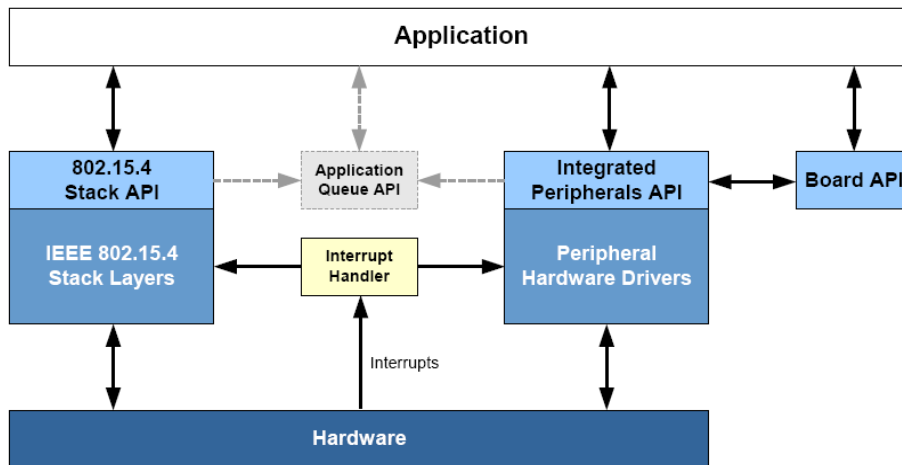 Application
802.15.4
Stack API
Application
Queue API
Integrated
Peripherals API
Board API
IEEE 802.15.4
Stack Layers
Interrupt
Handler
Peripheral
Hardware Drivers
Interrupts
Hardware